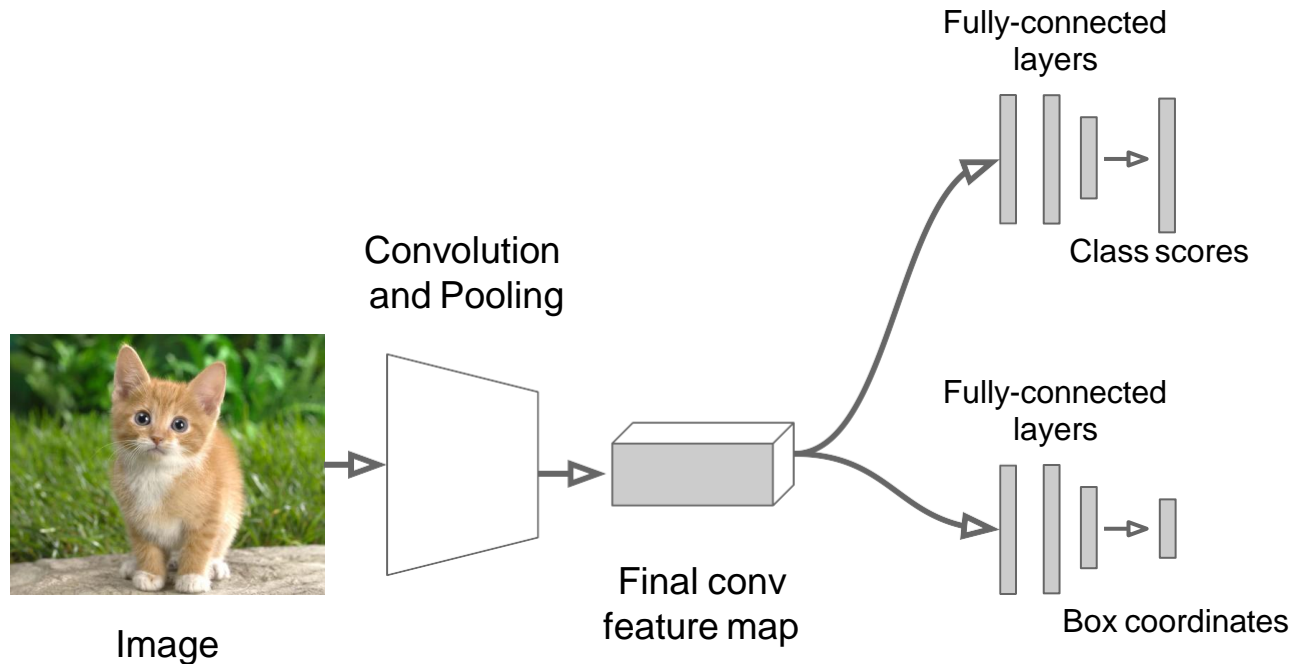 Fully-connected
layers
Class scores
Convolution
and Pooling
Fully-connected
layers
Box coordinates
Final conv
feature map
Image